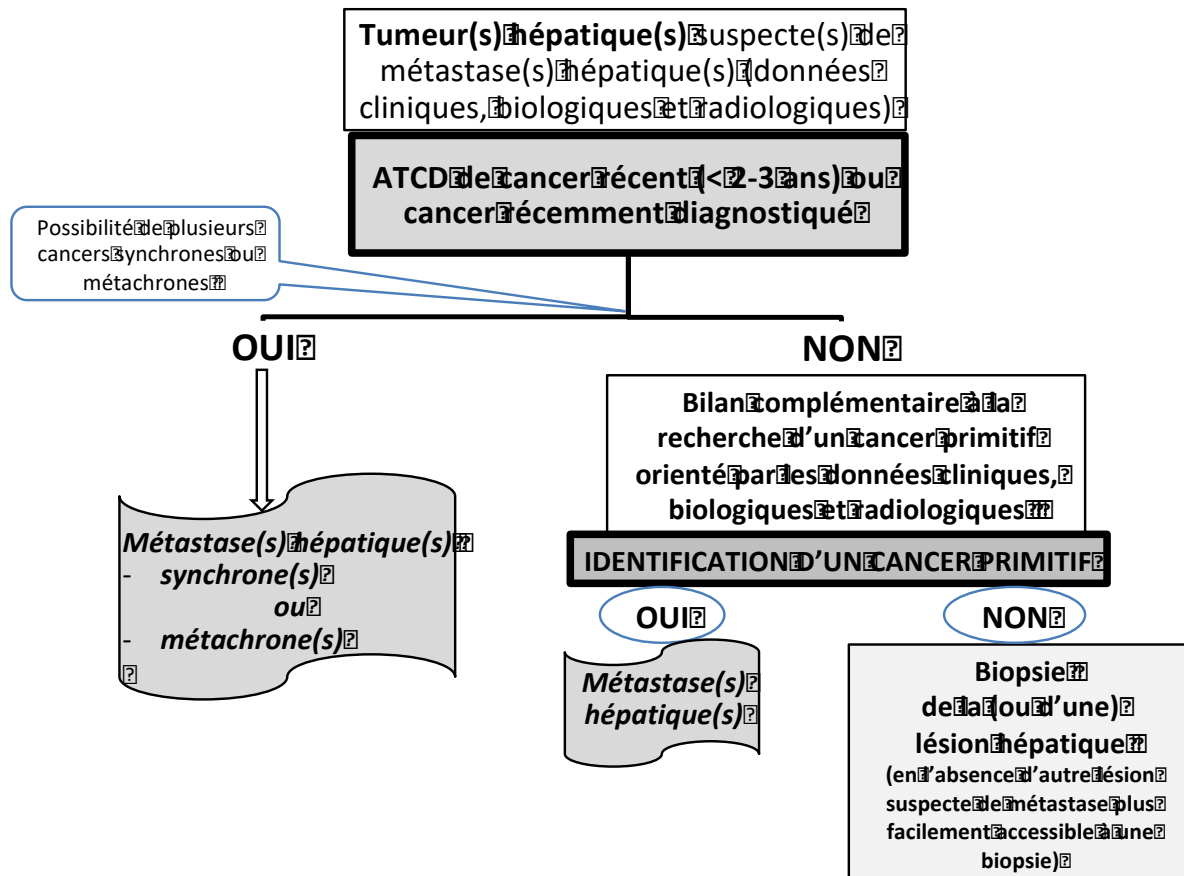 Tumeur(s) hépatique(s) suspecte(s) de
métastase(s) hépatique(s) (données
cliniques, biologiques et radiologiques)
ATCD de cancer récent (< 2-3 ans) ou
cancer récemment diagnostiqué
Possibilité de plusieurs
cancers synchrones ou
métachrones
OUI
NON
Bilan complémentaire à la
recherche d'un cancer primitif
orienté par les données cliniques,
biologiques et radiologiques
Métastase(s) hépatique(s)
- synchrone(s)
ou
- métachrone(s)
IDENTIFICATION D'UN CANCER PRIMITIF
OUI
NON
Métastase(s)
hépatique(s)
Biopsie
de la (ou d'une)
lésion hépatique
(en l'absence d'autre lésion
suspecte de métastase plus
facilement accessible à une
biopsie)